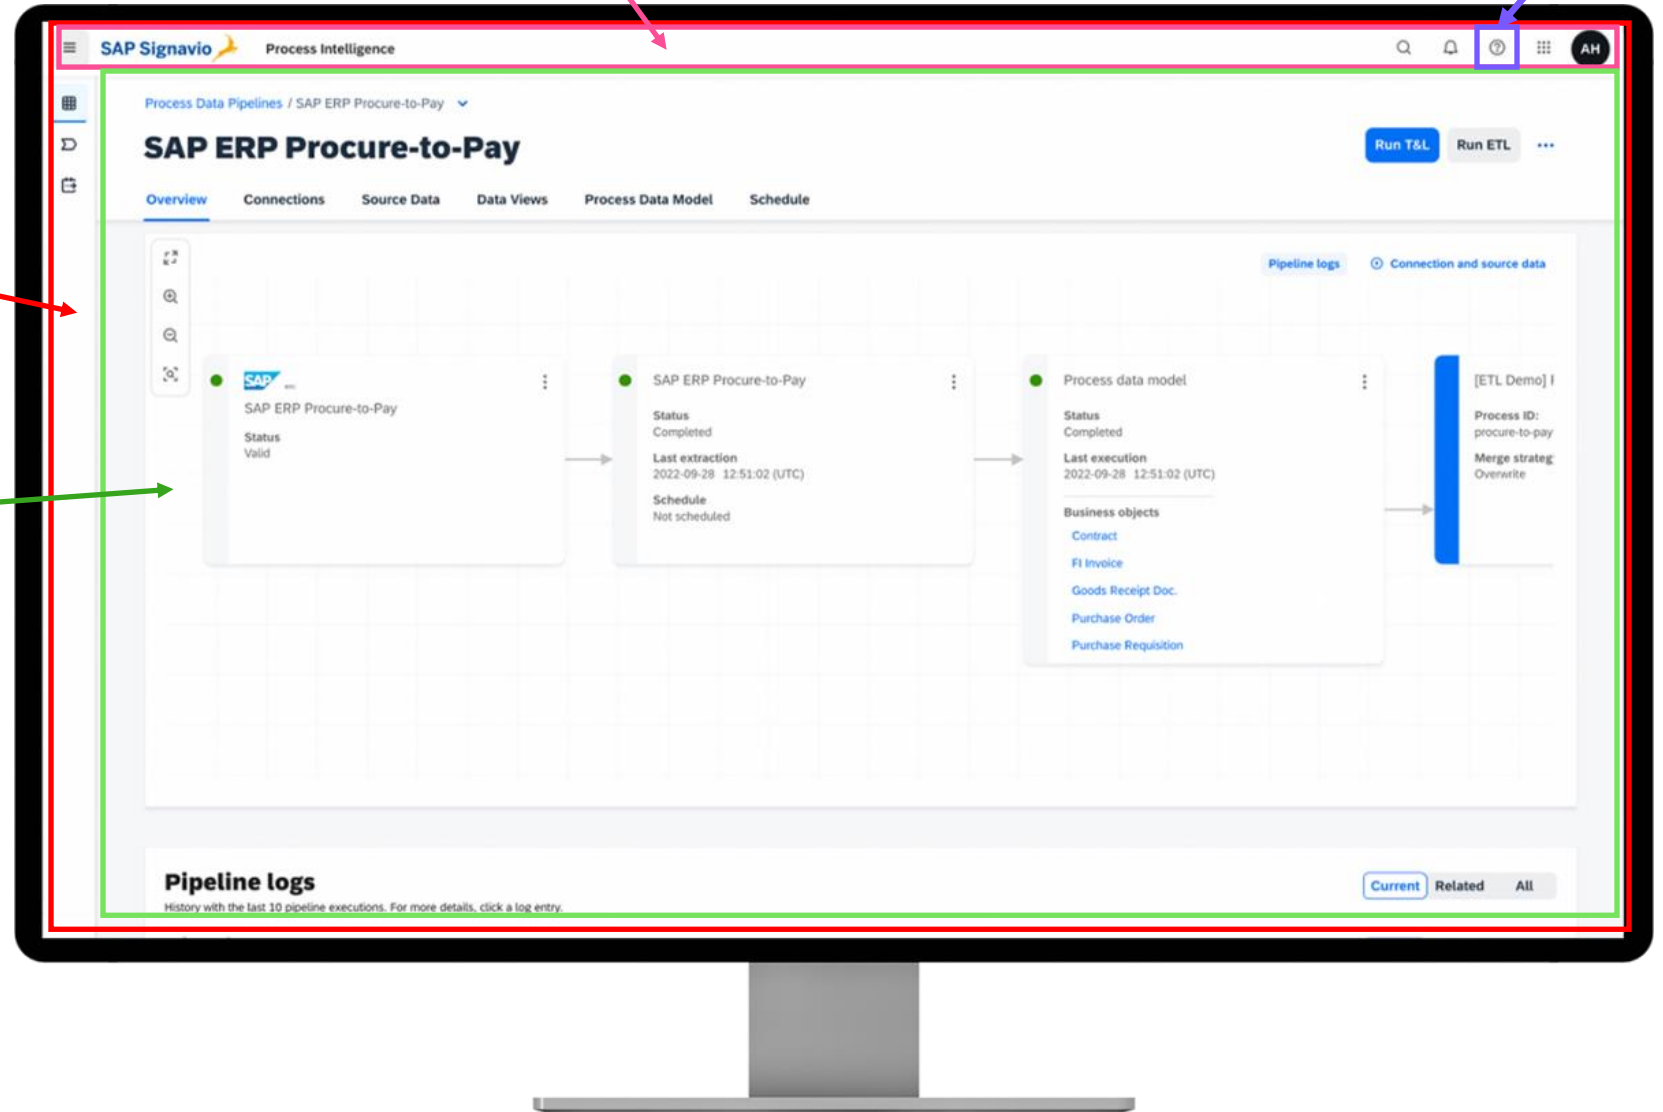 SAP Signavio Process Intelligence AH
Process Data Pipelines / SAP ERP Procure-to-Pay
SAP ERP Procure-to-Pay
Run T&L Run ETL
Overview Connections Source Data Data Views Process Data Model Schedule
Pipeline logs Connection and source data
SAP
SAP ERP Procure-to-Pay
Status
Valid
SAP ERP Procure-to-Pay
Status
Completed
Last extraction
2022-09-28 12:51:02 (UTC)
Schedule
Not scheduled
Process data model
Status
Completed
Last execution
2022-09-28 12:51:02 (UTC)
Business objects
Contract
FI Invoice
Goods Receipt Doc.
Purchase Order
Purchase Requisition
[ETL Demo]
Process ID:
procure-to-pay
Merge strateg
Overwrite
Pipeline logs
Current Related All
History with the last 10 pipeline executions. For more details, click a log entry.